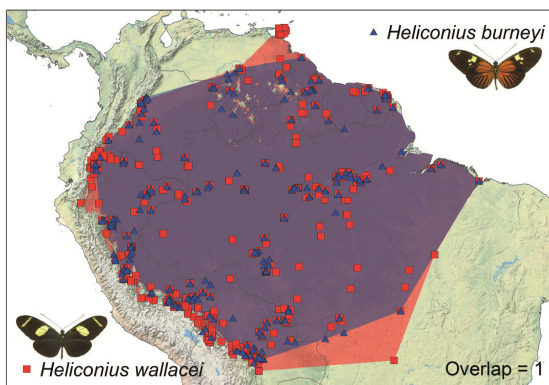 Heliconius burneyi
Heliconius wallacei
Overlap = 1